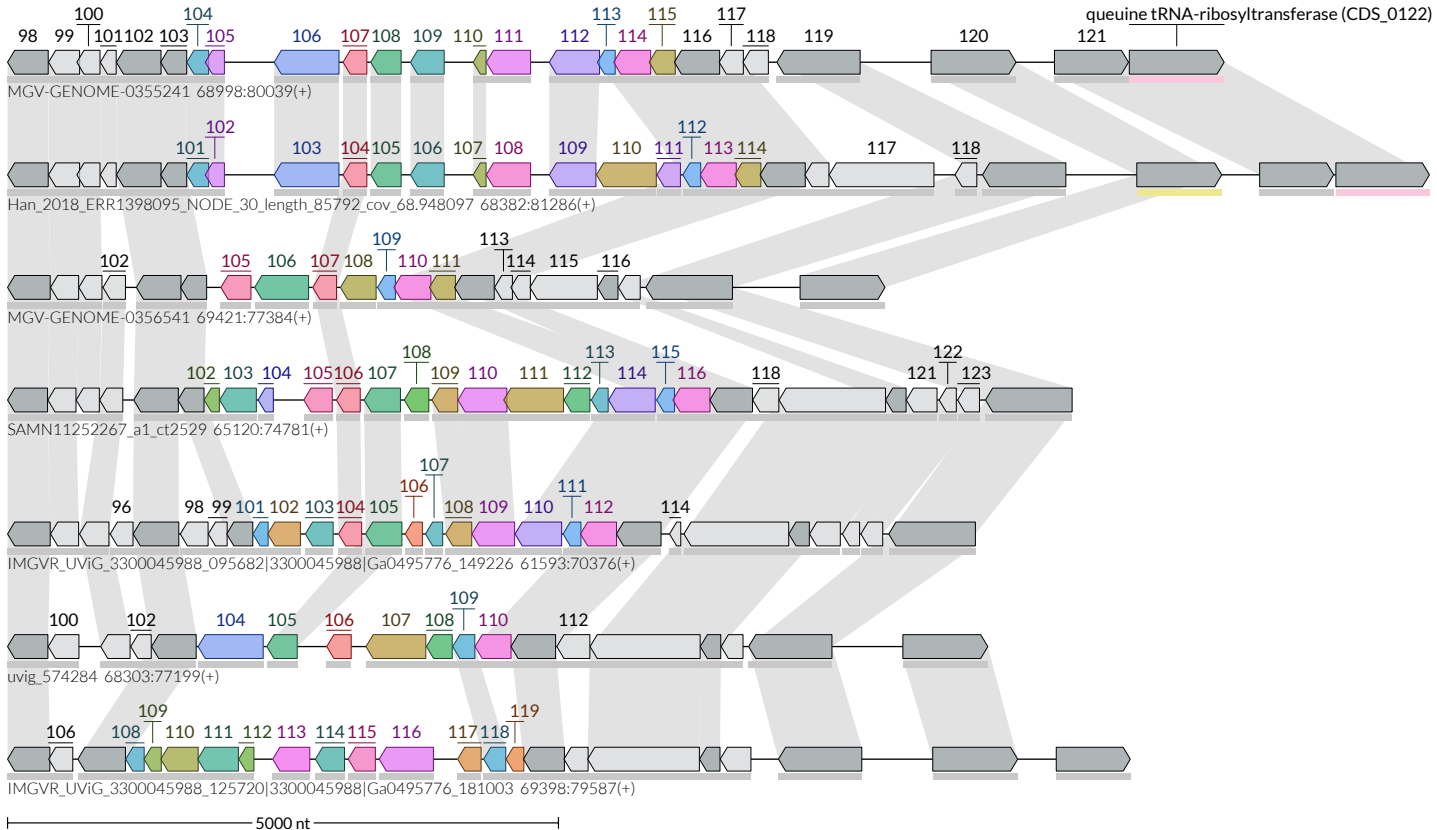 queuine tRNA-ribosyltransferase (CDS_0122)
98 99 100 101 102 103 104 105 106 107 108 109 110 111 112 113 114 115 116 117 118 119 120 121
MGV-GENOME-0355241 68998:80039(+)
101 102 103 104 105 106 107 108 109 110 111 112 113 114 117 118
Han_2018_ERR1398095_NODE_30_length_85792_cov_68.948097 68382:81286(+)
102 105 106 107 108 109 110 111 113 114 115 116
MGV-GENOME-0356541 69421:77384(+)
102 103 104 105 106 107 108 109 110 111 112 113 114 115 116 118 121 122 123
SAMN11252267_a1_ct2529 65120:74781(+)
96 98 99 101 102 103 104 105 106 107 108 109 110 111 112 114
IMGVR_UViG_3300045988_095682|3300045988|Ga0495776_149226 61593:70376(+)
100 102 104 105 106 107 108 109 110 112
uvig_574284 68303:77199(+)
106 108 109 110 111 112 113 114 115 116 117 118 119
IMGVR_UViG_3300045988_125720|3300045988|Ga0495776_181003 69398:79587(+)
5000 nt